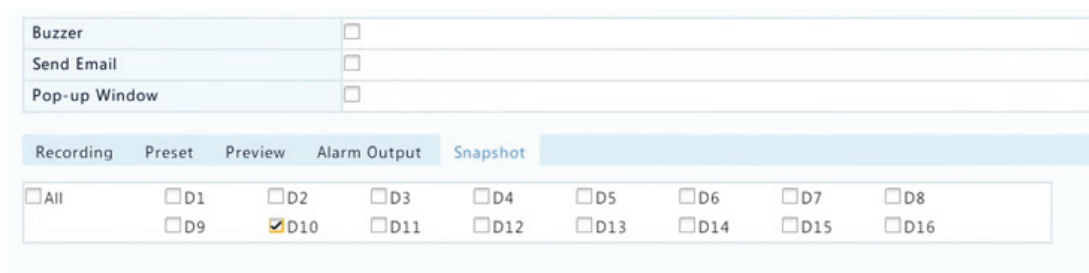 Buzzer
Send Email
Pop-up Window
Recording Preset Preview Alarm Output Snapshot
All D1 D2 D3 D4 D5 D6 D7 D8
D9 D10 D11 D12 D13 D14 D15 D16